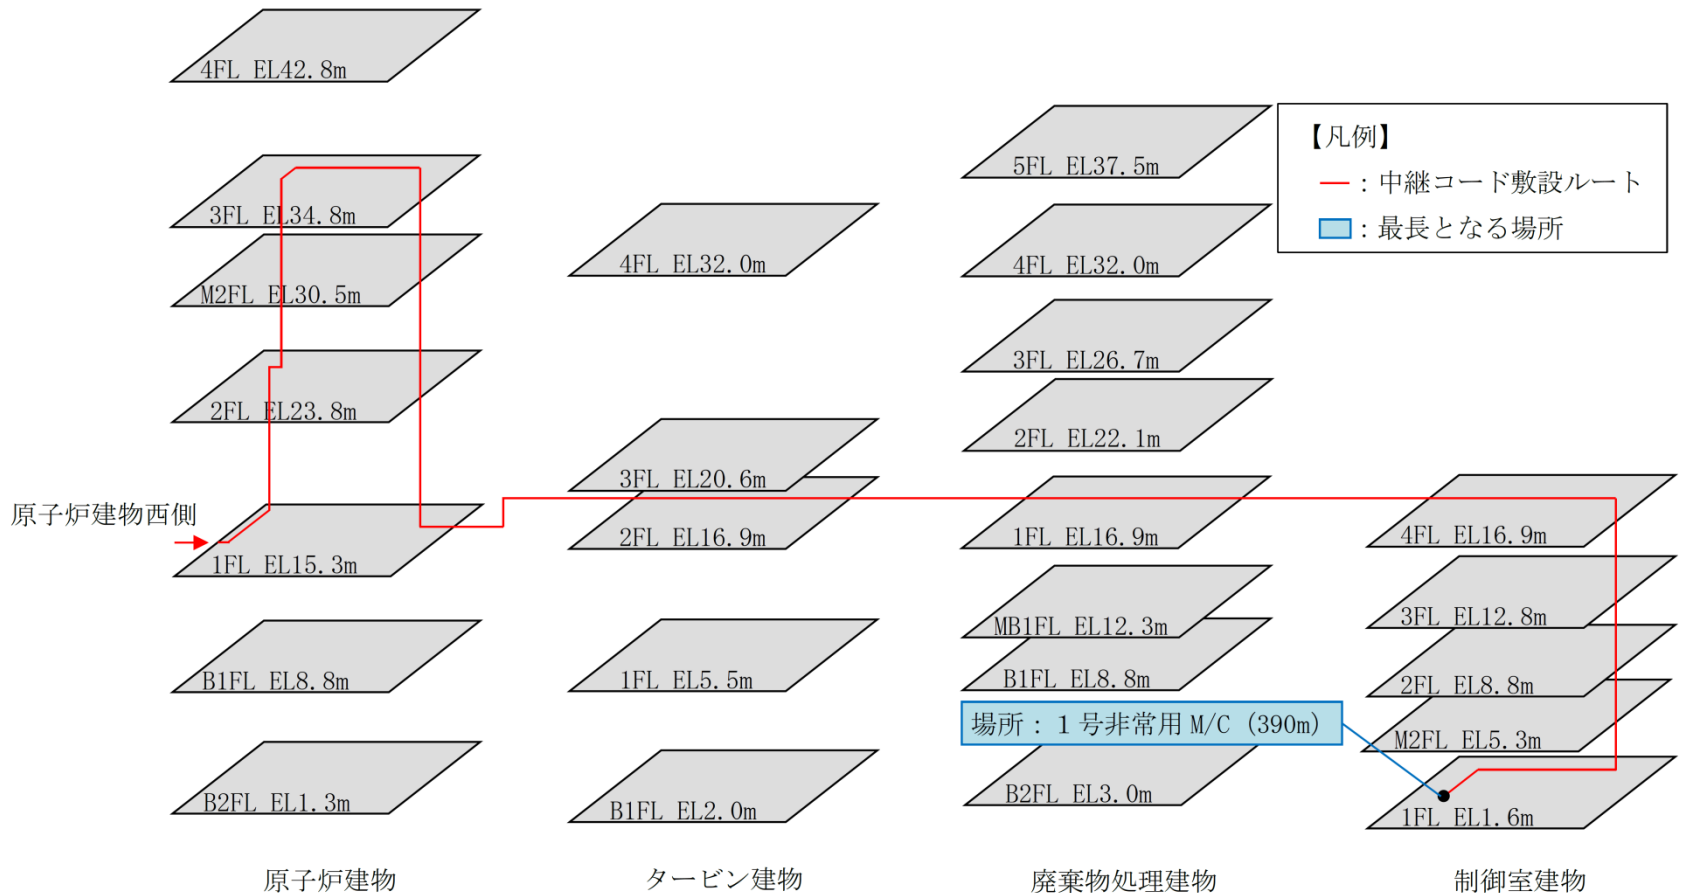 4FL EL42.8m
3FL EL34.8m
M2FL EL30.5m
2FL EL23.8m
原子炉建物西側
1FL EL15.3m
B1FL EL8.8m
B2FL EL1.3m
原子炉建物
4FL EL32.0m
3FL EL20.6m
2FL EL16.9m
1FL EL5.5m
B1FL EL2.0m
タービン建物
5FL EL37.5m
4FL EL32.0m
3FL EL26.7m
2FL EL22.1m
1FL EL16.9m
MB1FL EL12.3m
B1FL EL8.8m
場所：１号非常用 M/C (390m)
B2FL EL3.0m
廃棄物処理建物
【凡例】
：中継コード敷設ルート
：最長となる場所
4FL EL16.9m
3FL EL12.8m
2FL EL8.8m
M2FL EL5.3m
1FL EL1.6m
制御室建物